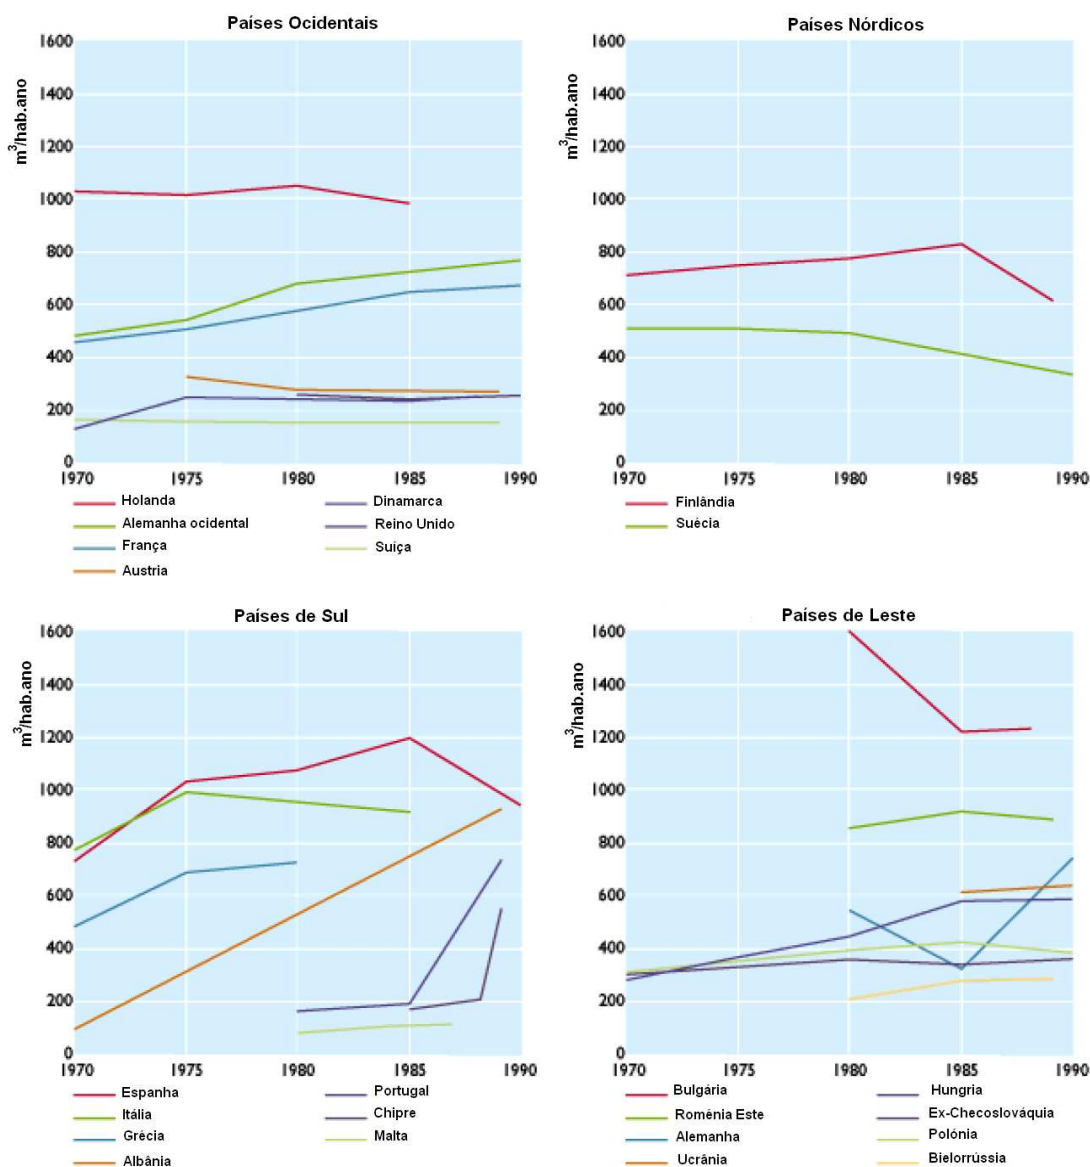 Países Ocidentais
m³/hab.ano
1600
1400
1200
1000
800
600
400
200
0
1970 1975 1980 1985 1990
Holanda
Alemanha ocidental
França
Austria
Dinamarca
Reino Unido
Suíça
Países Nórdicos
m³/hab.ano
1600
1400
1200
1000
800
600
400
200
0
1970 1975 1980 1985 1990
Finlândia
Suécia
Países de Sul
m³/hab.ano
1600
1400
1200
1000
800
600
400
200
0
1970 1975 1980 1985 1990
Espanha
Itália
Grécia
Albânia
Portugal
Chipre
Malta
Países de Leste
m³/hab.ano
1600
1400
1200
1000
800
600
400
200
0
1970 1975 1980 1985 1990
Bulgária
Roménia Este
Alemanha
Ucrânia
Hungria
Ex-Checoslováquia
Polónia
Bielorrússia